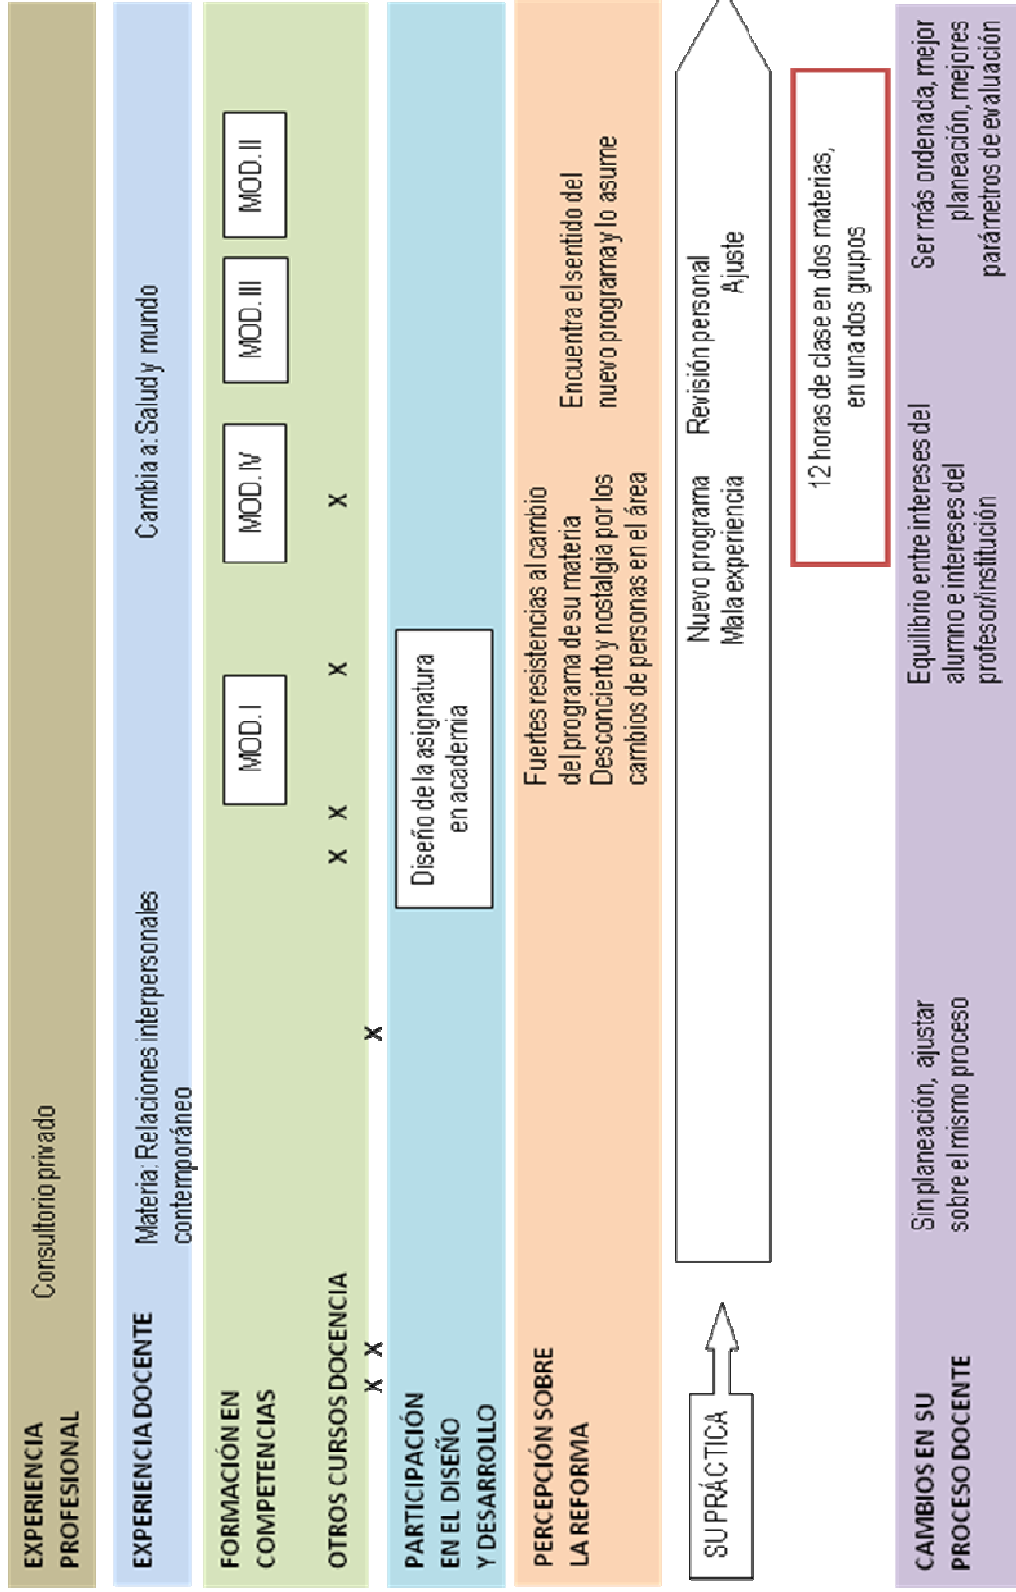 EXPERIENCIA
PROFESIONAL
Consultorio privado
EXPERIENCIA DOCENTE
Materia: Relaciones interpersonales
contemporáneo
Cambia a: Salud y mundo
FORMACIÓN EN
COMPETENCIAS
MOD. I
MOD. IV
MOD. III
MOD. II
OTROS CURSOS DOCENCIA
X X X X
X X X
PARTICIPACIÓN
EN EL DISEÑO
Y DESARROLLO
Diseño de la asignatura
en academia
PERCEPCIÓN SOBRE
LA REFORMA
Fuertes resistencias al cambio
del programa de su materia
Desconcierto y nostalgia por los
cambios de personas en el área
Encuentra el sentido del
nuevo programa y lo asume
SU PRÁCTICA
Nuevo programa
Mala experiencia
Revisión personal
Ajuste
12 horas de clase en dos materias,
en una dos grupos
CAMBIOS EN SU
PROCESO DOCENTE
Sin planeación, ajustar
sobre el mismo proceso
Equilibrio entre intereses del
alumno e intereses del
profesor/institución
Ser más ordenada, mejor
planeación, mejores
parámetros de evaluación